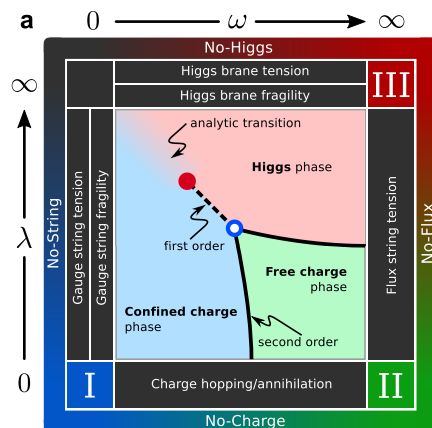 a
0 ω ∞
No-Higgs
Higgs brane tension
III
Higgs brane fragility
∞
analytic transition
Higgs phase
No-String
Gauge string tension
Gauge string fragility
Flux string tension
No-Flux
λ
first order
Free charge
phase
Confined charge
phase
second order
0
I
Charge hopping/annihilation
II
No-Charge